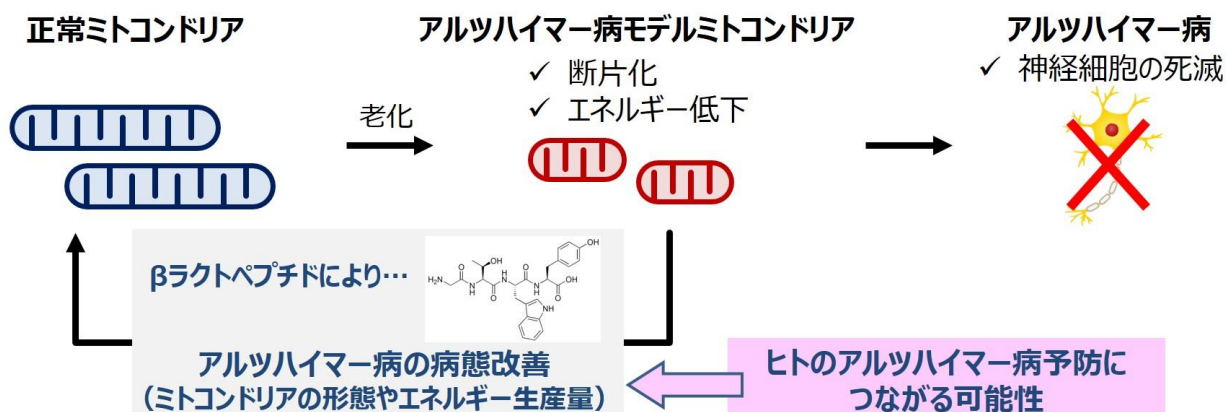 正常ミトコンドリア
アルツハイマー病モデルミトコンドリア
✓ 断片化
✓ エネルギー低下
アルツハイマー病
✓ 神経細胞の死滅
老化
βラクトペプチドにより…
H₂N
O
N
H
OH
O
H
N
O
N
H
OH
O
OH
NH
アルツハイマー病の病態改善
（ミトコンドリアの形態やエネルギー生産量）
ヒトのアルツハイマー病予防に
つながる可能性